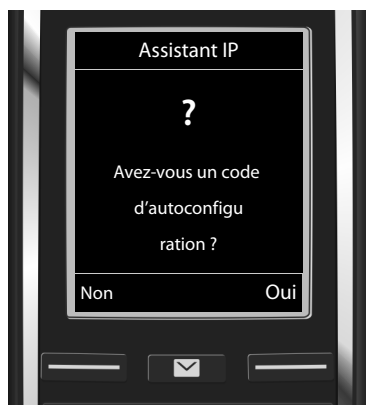 Assistant IP
?
Avez-vous un code
d'autoconfigu
ration ?
Non Oui